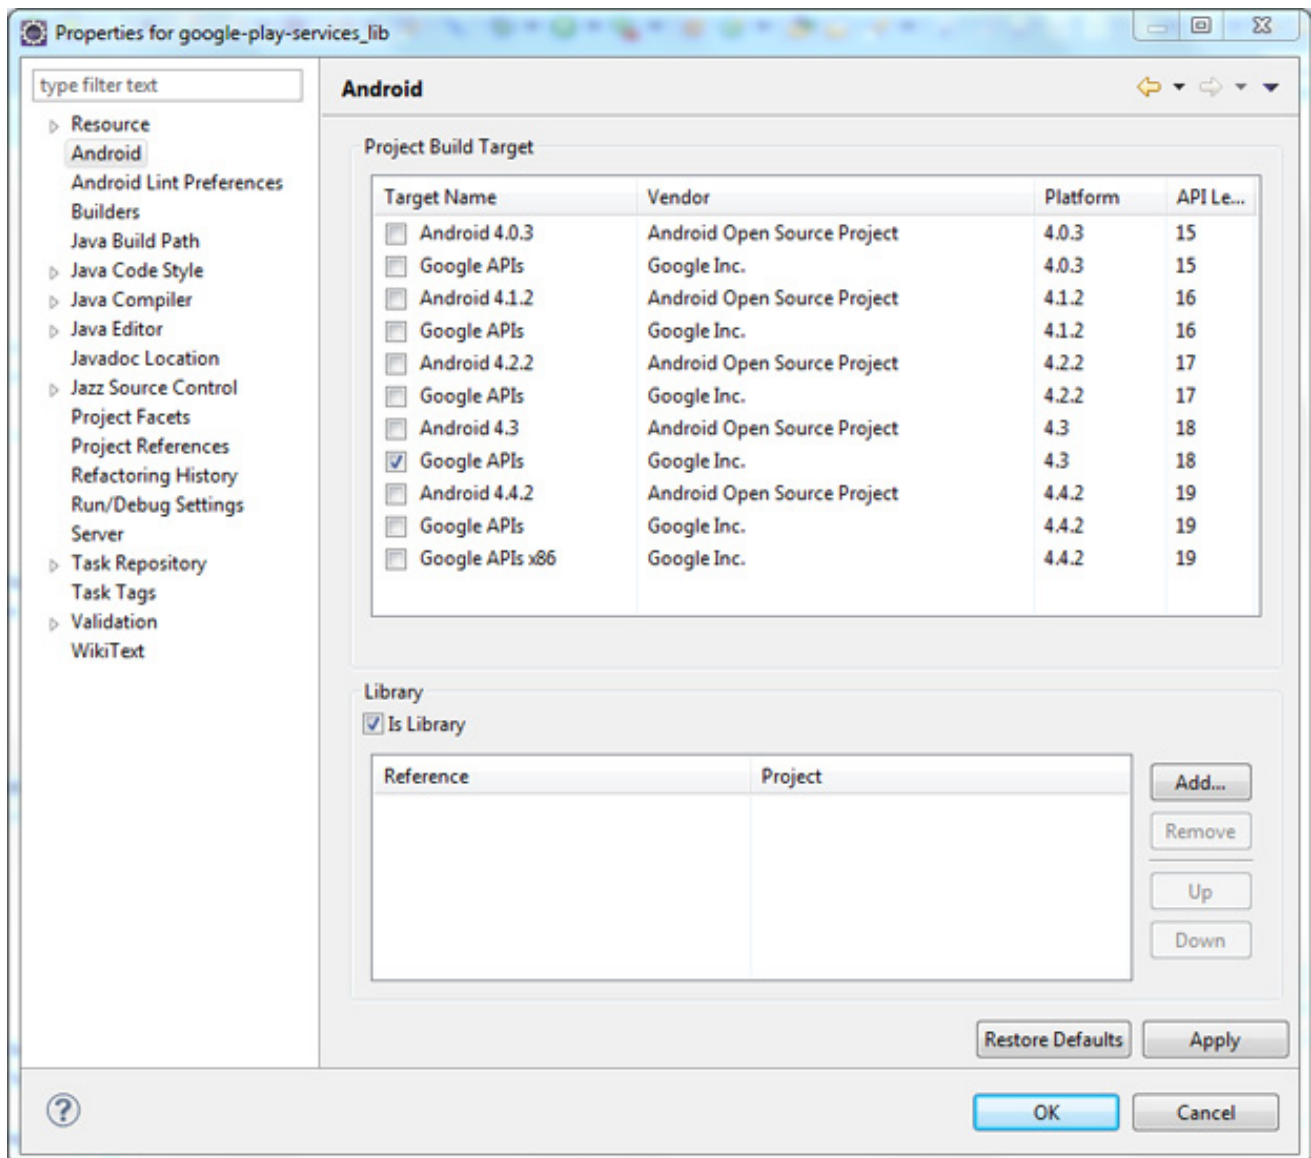 Properties for google-play-services_lib
type filter text
Resource
Android
Android Lint Preferences
Builders
Java Build Path
Java Code Style
Java Compiler
Java Editor
Javadoc Location
Jazz Source Control
Project Facets
Project References
Refactoring History
Run/Debug Settings
Server
Task Repository
Task Tags
Validation
WikiText
Android
Project Build Target
Target Name Vendor Platform API Le...
Android 4.0.3 Android Open Source Project 4.0.3 15
Google APIs Google Inc. 4.0.3 15
Android 4.1.2 Android Open Source Project 4.1.2 16
Google APIs Google Inc. 4.1.2 16
Android 4.2.2 Android Open Source Project 4.2.2 17
Google APIs Google Inc. 4.2.2 17
Android 4.3 Android Open Source Project 4.3 18
Google APIs Google Inc. 4.3 18
Android 4.4.2 Android Open Source Project 4.4.2 19
Google APIs Google Inc. 4.4.2 19
Google APIs x86 Google Inc. 4.4.2 19
Library
Is Library
Reference Project
Add...
Remove
Up
Down
Restore Defaults Apply
? OK Cancel